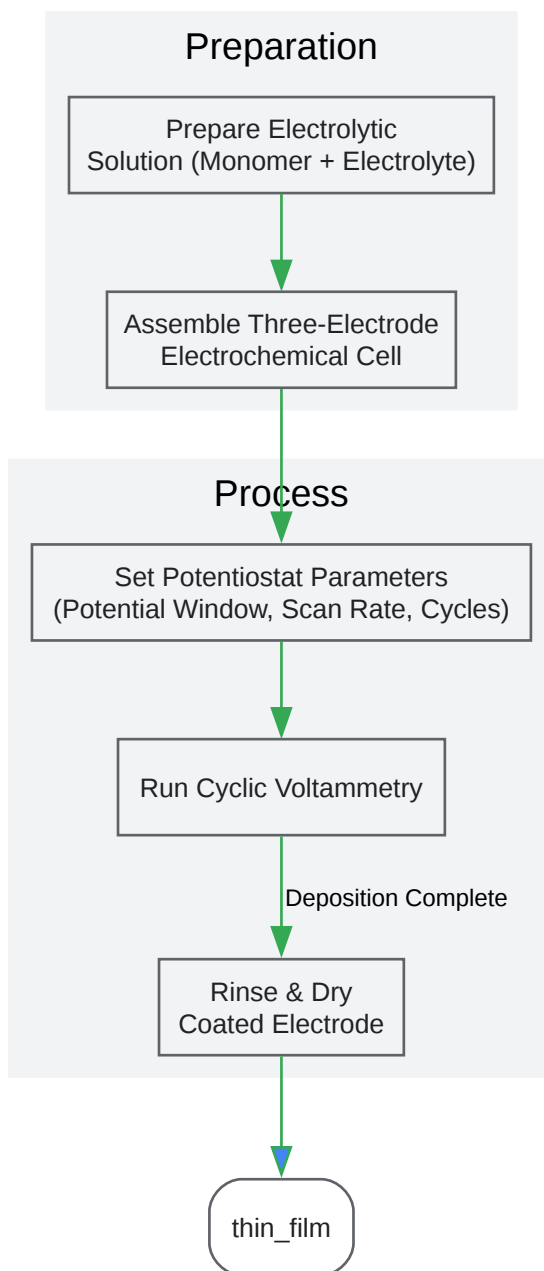 Preparation
Prepare Electrolytic
Solution (Monomer + Electrolyte)
Assemble Three-Electrode
Electrochemical Cell
Process
Set Potentiostat Parameters
(Potential Window, Scan Rate, Cycles)
Run Cyclic Voltammetry
Deposition Complete
Rinse & Dry
Coated Electrode
thin_film